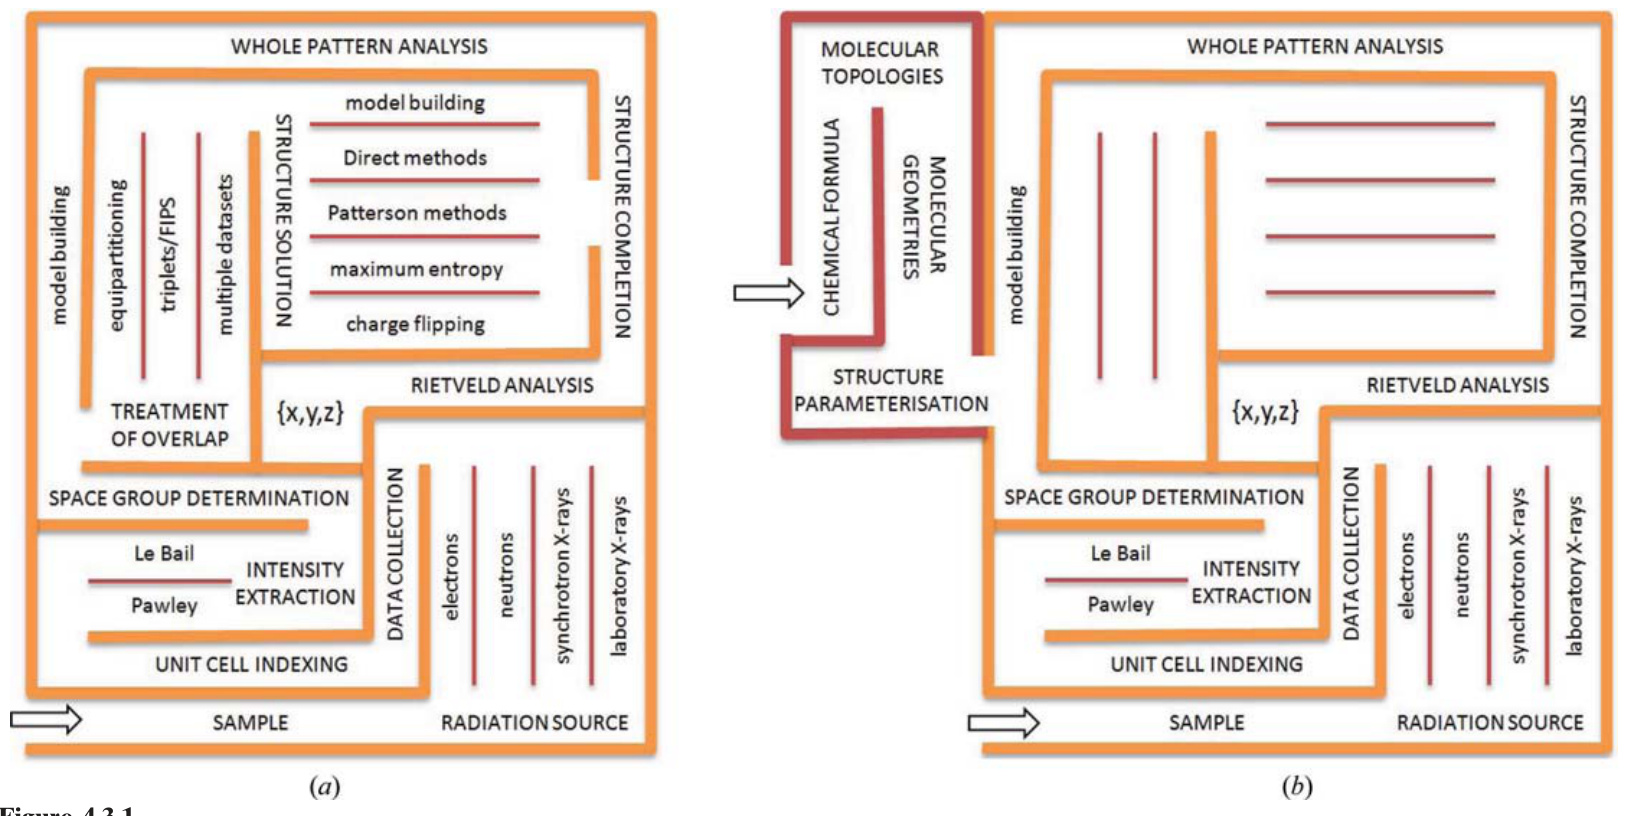 WHOLE PATTERN ANALYSIS
model building
equipartitioning
triplets/FIPS
multiple datasets
STRUCTURE SOLUTION
model building
Direct methods
Patterson methods
maximum entropy
charge flipping
STRUCTURE COMPLETION
RIETVELD ANALYSIS
TREATMENT
OF OVERLAP
{x,y,z}
SPACE GROUP DETERMINATION
Le Bail
Pawley
INTENSITY
EXTRACTION
DATA COLLECTION
electrons
neutrons
synchrotron X-rays
laboratory X-rays
UNIT CELL INDEXING
SAMPLE
RADIATION SOURCE
(a)
MOLECULAR
TOPOLOGIES
CHEMICAL FORMULA
MOLECULAR
GEOMETRIES
STRUCTURE
PARAMETERISATION
WHOLE PATTERN ANALYSIS
model building
STRUCTURE COMPLETION
RIETVELD ANALYSIS
{x,y,z}
SPACE GROUP DETERMINATION
Le Bail
Pawley
INTENSITY
EXTRACTION
DATA COLLECTION
electrons
neutrons
synchrotron X-rays
laboratory X-rays
UNIT CELL INDEXING
SAMPLE
RADIATION SOURCE
(b)
Figure 4.3.1